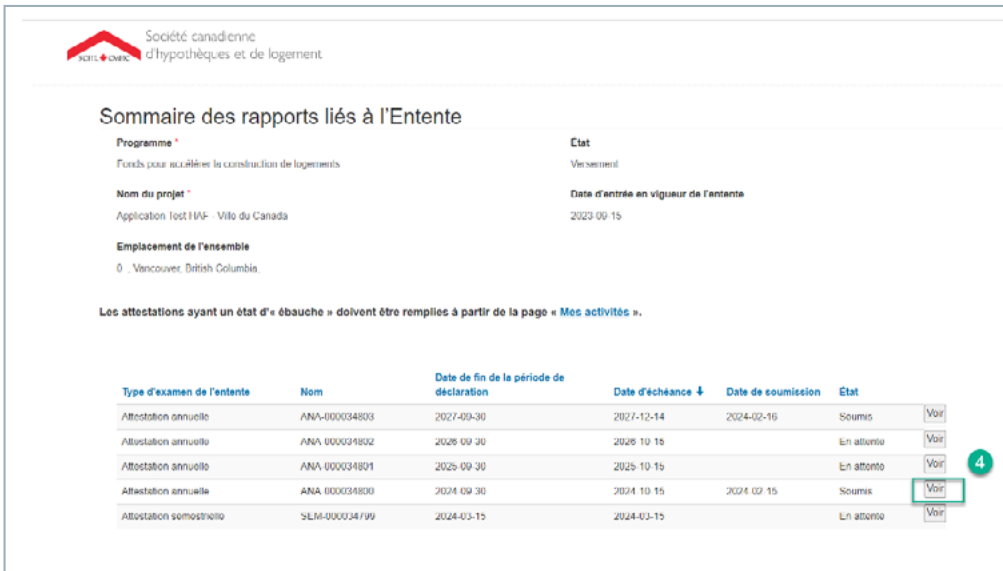 Société canadienne
d'hypothèques et de logement
SCHL CMHC
Sommaire des rapports liés à l'Entente
Programme *
État
Fonds pour accélérer la construction de logements
Versement
Nom du projet *
Date d'entrée en vigueur de l'entente
Application Test HAF - Ville du Canada
2023-09-15
Emplacement de l'ensemble
0 , Vancouver, British Columbia,
Les attestations ayant un état d'« ébauche » doivent être remplies à partir de la page « Mes activités ».
Type d'examen de l'entente Nom Date de fin de la période de déclaration Date d'échéance ↓ Date de soumission État
Attestation annuelle ANA-000034803 2027-09-30 2027-12-14 2024-02-16 Soumis Voir
Attestation annuelle ANA-000034802 2026-09-30 2026-10-15 En attente Voir
Attestation annuelle ANA-000034801 2025-09-30 2025-10-15 En attente Voir
4
Attestation annuelle ANA-000034800 2024-09-30 2024-10-15 2024-02-15 Soumis Voir
Attestation semestrielle SEM-000034799 2024-03-15 2024-03-15 En attente Voir